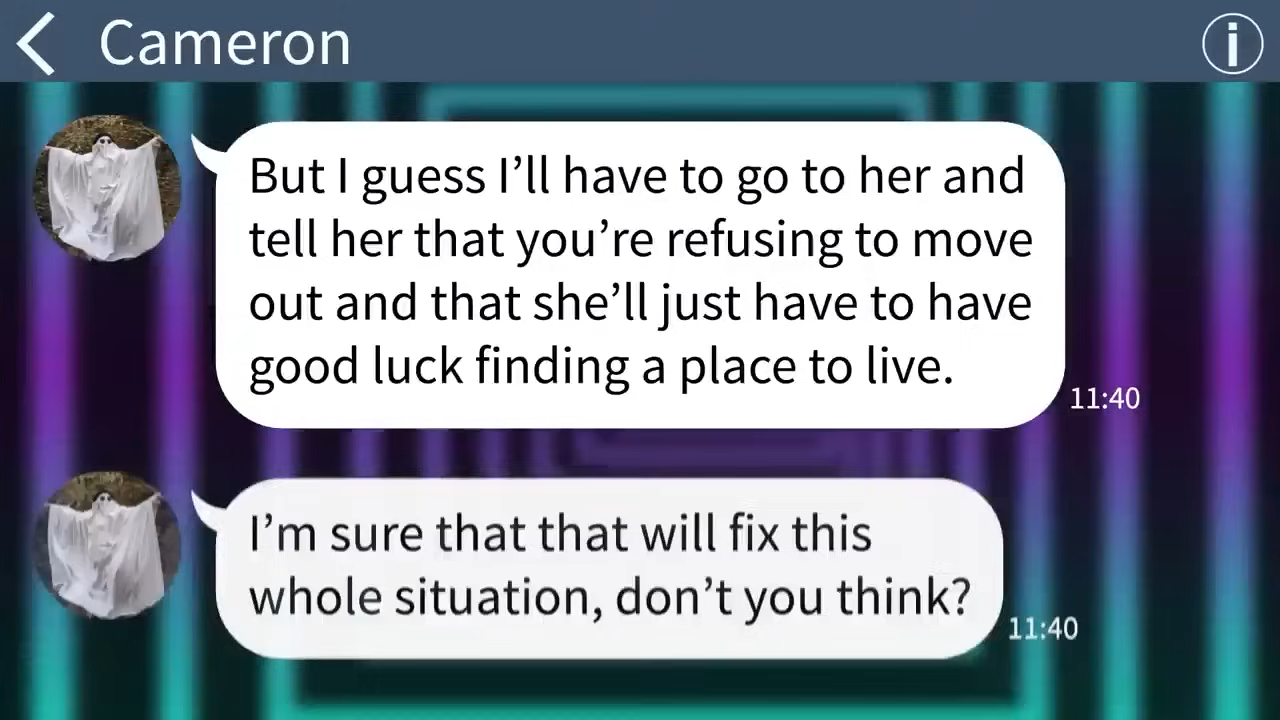 Cameron
But I guess I’ll have to go to her and
tell her that you’re refusing to move
out and that she’ll just have to have
good luck finding a place to live.
11:40
I’m sure that that will fix this
whole situation, don’t you think?
11:40